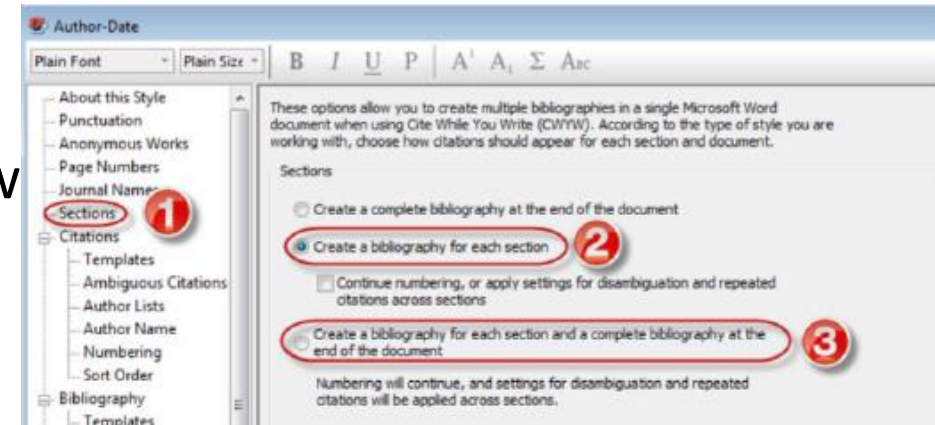 Author-Date
Plain Font Plain Size B I U P A¹ A₁ Σ Abc
About this Style
Punctuation
Anonymous Works
Page Numbers
Journal Names
Sections
Citations
Templates
Ambiguous Citations
Author Lists
Author Name
Numbering
Sort Order
Bibliography
Templates
w
1
These options allow you to create multiple bibliographies in a single Microsoft Word
document when using Cite While You Write (CWYW). According to the type of style you are
working with, choose how citations should appear for each section and document.
Sections
Create a complete bibliography at the end of the document
Create a bibliography for each section
2
Continue numbering, or apply settings for disambiguation and repeated
citations across sections
Create a bibliography for each section and a complete bibliography at the
end of the document
3
Numbering will continue, and settings for disambiguation and repeated
citations will be applied across sections.